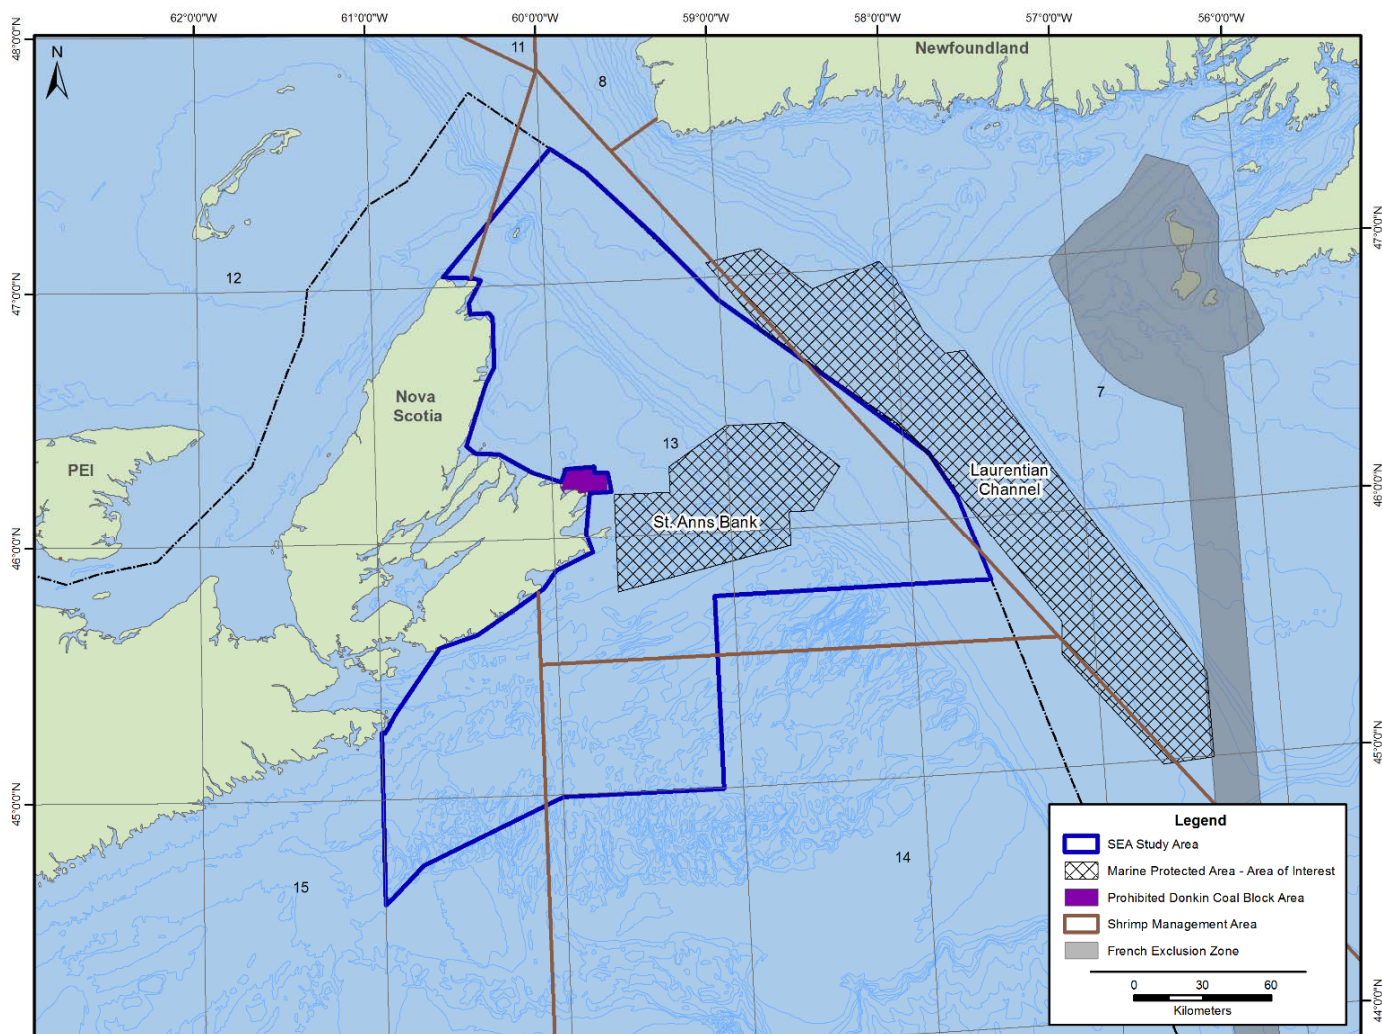 62°0'0"W 61°0'0"W 60°0'0"W 59°0'0"W 58°0'0"W 57°0'0"W 56°0'0"W
48°0'0"N
N
11
Newfoundland
8
47°0'0"N
12
47°0'0"N
7
Nova
Scotia
13
PEI
Laurentian
Channel
46°0'0"N
St. Anns Bank
46°0'0"N
45°0'0"N
45°0'0"N
14
15
Legend
SEA Study Area
Marine Protected Area - Area of Interest
Prohibited Donkin Coal Block Area
Shrimp Management Area
French Exclusion Zone
0 30 60
Kilometers
44°0'0"N